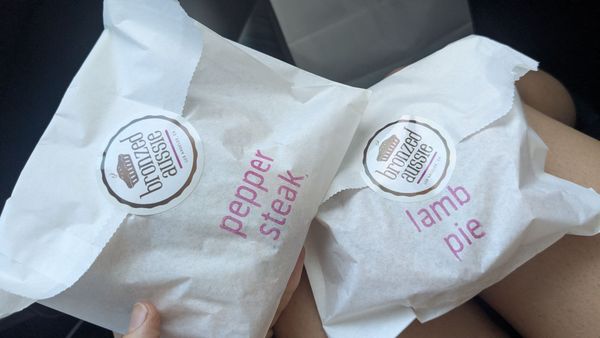 bronzed
aussie
pepper
steak
bronzed
aussie
lamb
pie